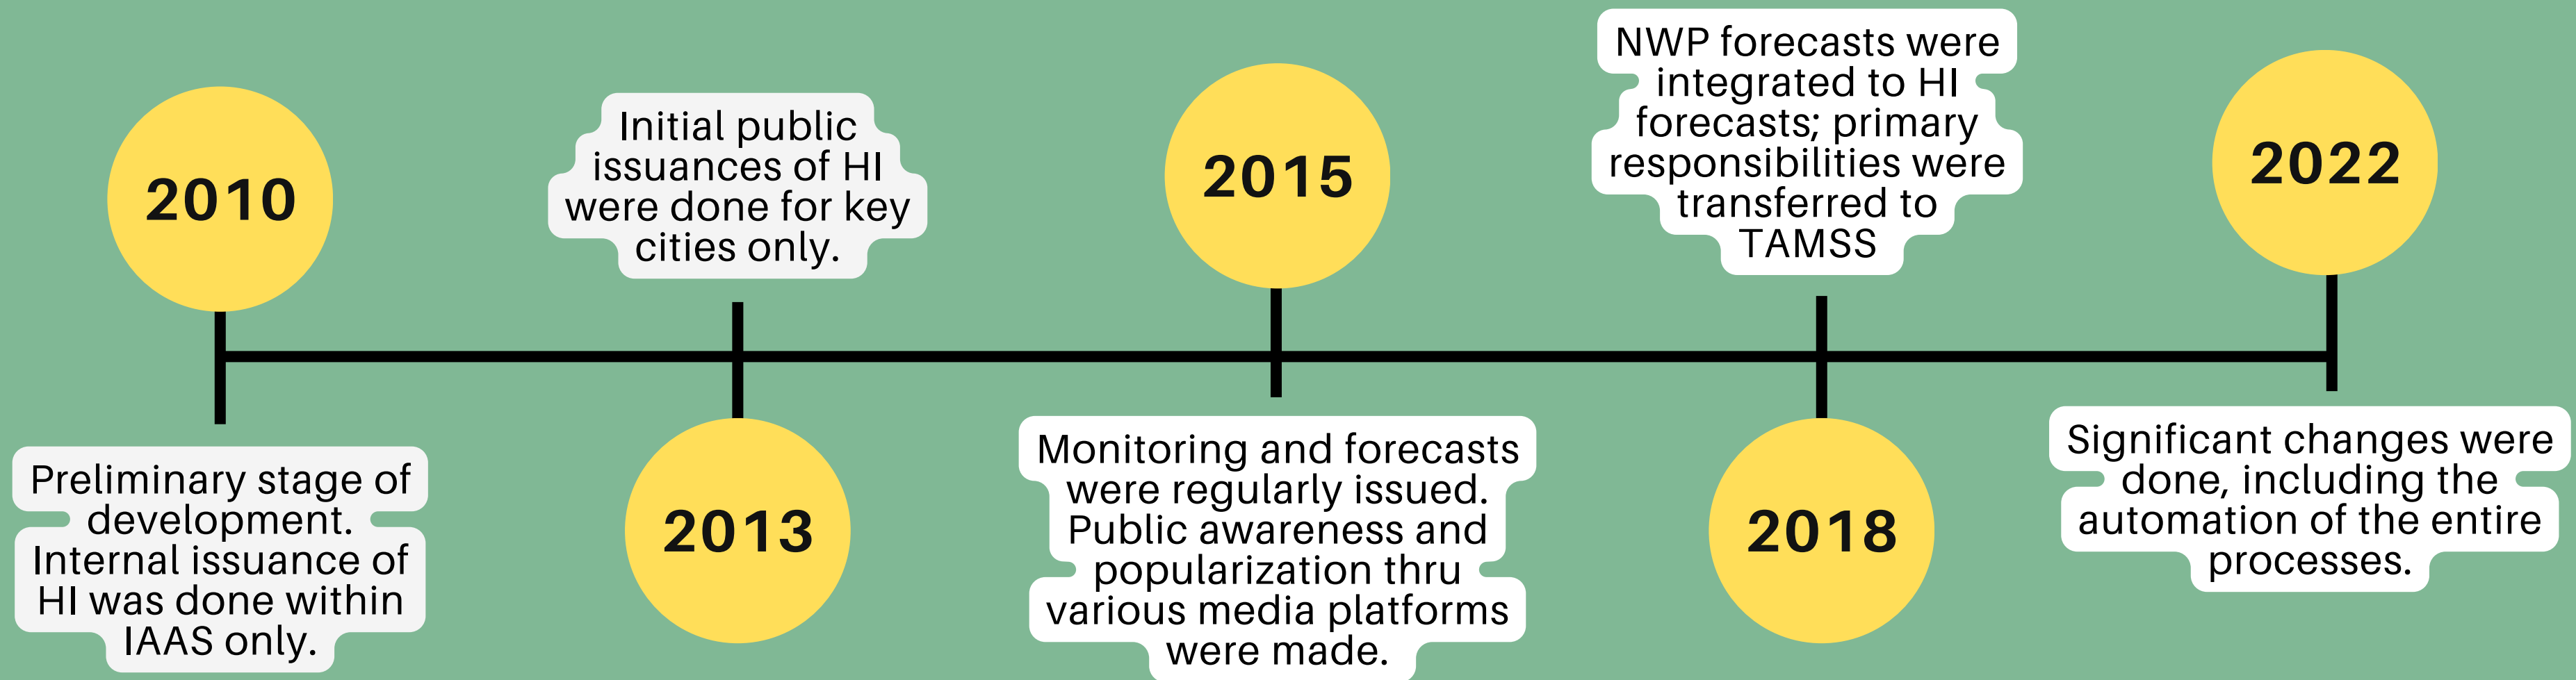 2010
Preliminary stage of
development.
Internal issuance of
HI was done within
IAAS only.
Initial public
issuances of HI
were done for key
cities only.
2013
2015
Monitoring and forecasts
were regularly issued.
Public awareness and
popularization thru
various media platforms
were made.
NWP forecasts were
integrated to HI
forecasts; primary
responsibilities were
transferred to
TAMSS
2018
2022
Significant changes were
done, including the
automation of the entire
processes.